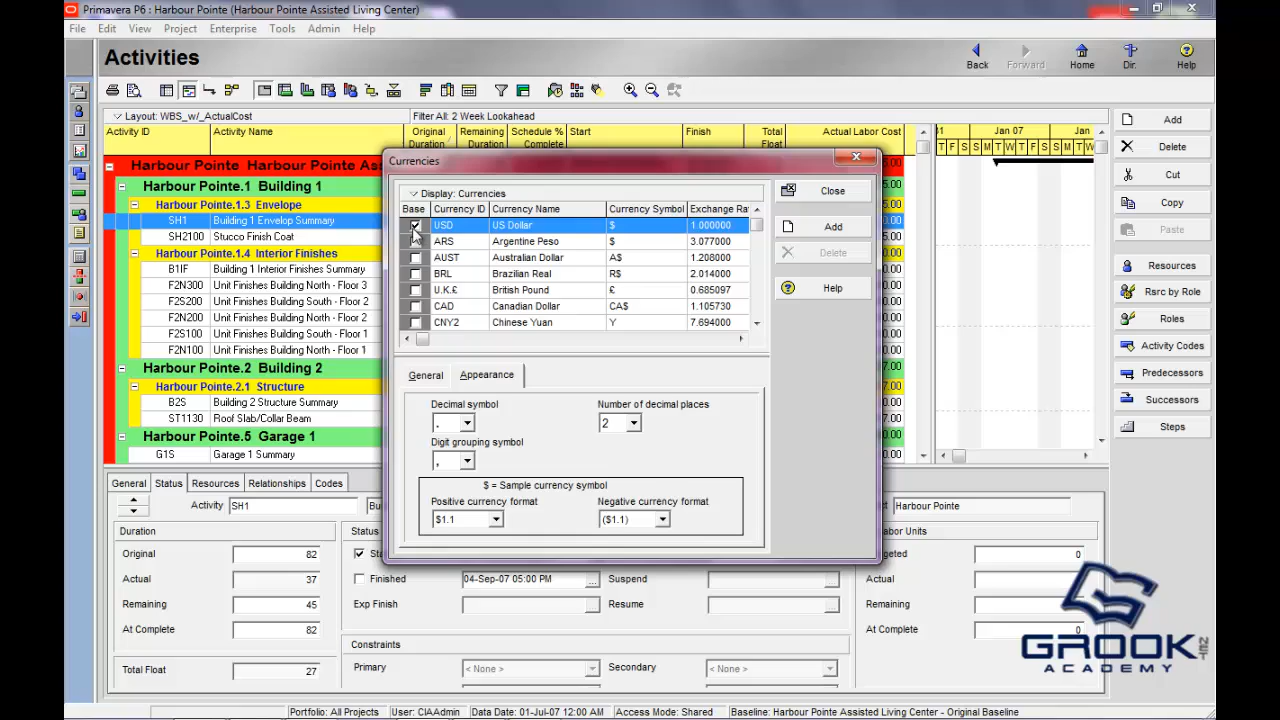 Primavera P6 : Harbour Pointe (Harbour Pointe Assisted Living Center)
File Edit View Project Enterprise Tools Admin Help
Activities
Back Forward Home Dir. Help
Layout: WBS_w/_ActualCost Filter All: 2 Week Lookahead
Activity ID Activity Name Original Duration Remaining Duration Schedule % Complete Start Finish Total Float Actual Labor Cost
31 Jan 07 Jan
S M T W T F S S M T W
Harbour Pointe Harbour Pointe Ass
Harbour Pointe.1 Building 1
Harbour Pointe.1.3 Envelope
SH1 Building 1 Envelop Summary
SH2100 Stucco Finish Coat
Harbour Pointe.1.4 Interior Finishes
B1IF Building 1 Interior Finishes Summary
F2N300 Unit Finishes Building North - Floor 3
F2S200 Unit Finishes Building South - Floor 2
F2N200 Unit Finishes Building North - Floor 2
F2S100 Unit Finishes Building South - Floor 1
F2N100 Unit Finishes Building North - Floor 1
Harbour Pointe.2 Building 2
Harbour Pointe.2.1 Structure
B2S Building 2 Structure Summary
ST1130 Roof Slab/Collar Beam
Harbour Pointe.5 Garage 1
G1S Garage 1 Summary
Currencies
Display: Currencies
Base Currency ID Currency Name Currency Symbol Exchange Rat
USD US Dollar $ 1.000000
ARS Argentine Peso $ 3.077000
AUST Australian Dollar A$ 1.208000
BRL Brazilian Real R$ 2.014000
U.K.£ British Pound £ 0.685097
CAD Canadian Dollar CA$ 1.105730
CNY2 Chinese Yuan Y 7.694000
Close
Add
Delete
Help
General Appearance
Decimal symbol Number of decimal places
. 2
Digit grouping symbol
,
$ = Sample currency symbol
Positive currency format Negative currency format
$1.1 ($1.1)
Add
Delete
Cut
Copy
Paste
Resources
Rsrc by Role
Roles
Activity Codes
Predecessors
Successors
Steps
General Status Resources Relationships Codes
Activity SH1 Bu Harbour Pointe
Duration
Original 82
Actual 37
Remaining 45
At Complete 82
Total Float 27
Status
Sta
Finished 04-Sep-07 05:00 PM Suspend
Exp Finish Resume
Constraints
Primary < None > Secondary < None >
Labor Units
0
Actual 0
Remaining 0
At Complete 0
GROOK .NET
ACADEMY
Portfolio: All Projects User: CIAAdmin Data Date: 01-Jul-07 12:00 AM Access Mode: Shared Baseline: Harbour Pointe Assisted Living Center - Original Baseline